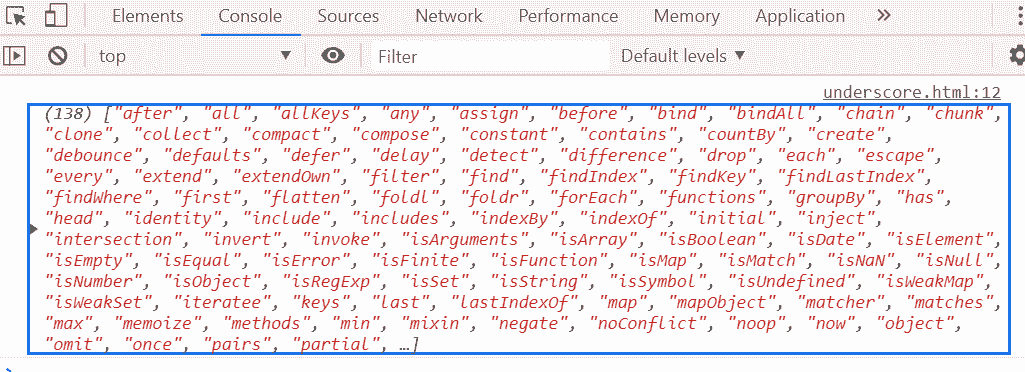 Elements Console Sources Network Performance Memory Application »
top ▼ Filter Default levels ▼
underscore.html:12
(138) ["after", "all", "allKeys", "any", "assign", "before", "bind", "bindAll", "chain", "chunk",
"clone", "collect", "compact", "compose", "constant", "contains", "countBy", "create",
"debounce", "defaults", "defer", "delay", "detect", "difference", "drop", "each", "escape",
"every", "extend", "extendOwn", "filter", "find", "findIndex", "findKey", "findLastIndex",
"findWhere", "first", "flatten", "foldl", "foldr", "forEach", "functions", "groupBy", "has",
"head", "identity", "include", "includes", "indexBy", "indexOf", "initial", "inject",
"intersection", "invert", "invoke", "isArguments", "isArray", "isBoolean", "isDate", "isElement",
"isEmpty", "isEqual", "isError", "isFinite", "isFunction", "isMap", "isMatch", "isNaN", "isNull",
"isNumber", "isObject", "isRegExp", "isSet", "isString", "isSymbol", "isUndefined", "isWeakMap",
"isWeakSet", "iteratee", "keys", "last", "lastIndexOf", "map", "mapObject", "matcher", "matches",
"max", "memoize", "methods", "min", "mixin", "negate", "noConflict", "noop", "now", "object",
"omit", "once", "pairs", "partial", …]